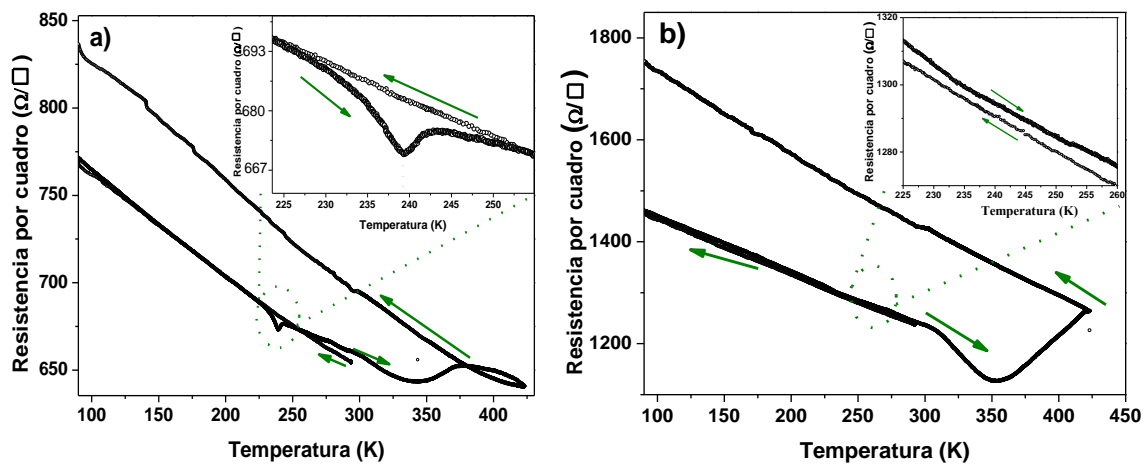 a)
Resistencia por cuadro (Ω/□)
850
800
750
700
650
100 150 200 250 300 350 400
Temperatura (K)
Resistencia por cuadro (Ω/□)
693
680
667
225 230 235 240 245 250
Temperatura (K)
b)
Resistencia por cuadro (Ω/□)
1800
1600
1400
1200
100 150 200 250 300 350 400 450
Temperatura (K)
Resistencia por cuadro (Ω/□)
1320
1300
1280
225 230 235 240 245 250 255 260
Temperatura (K)